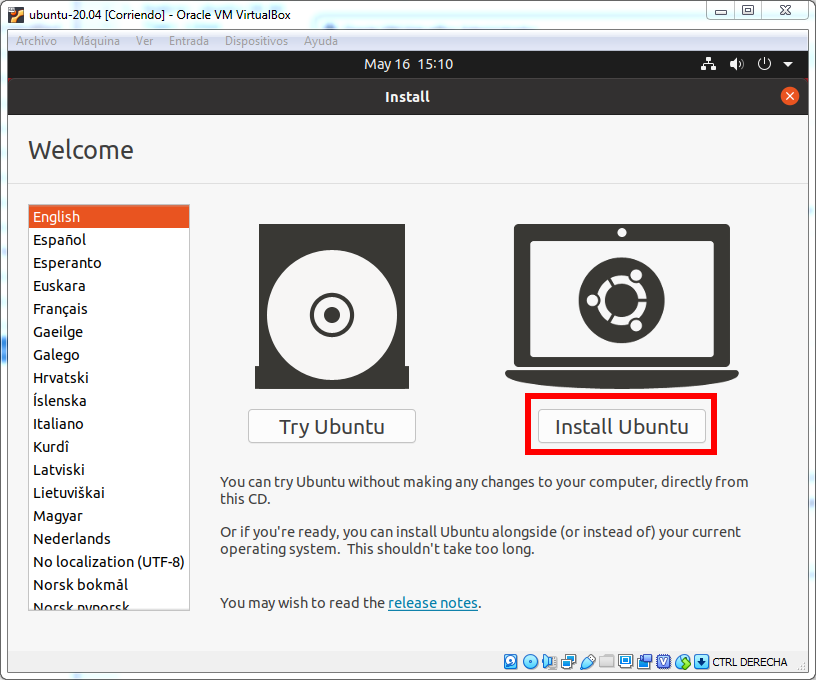 ubuntu-20.04 [Corriendo] - Oracle VM VirtualBox
Archivo Máquina Ver Entrada Dispositivos Ayuda
May 16 15:10
Install
Welcome
English
Español
Esperanto
Euskara
Français
Gaeilge
Galego
Hrvatski
Íslenska
Italiano
Kurdî
Latviski
Lietuviškai
Magyar
Nederlands
No localization (UTF-8)
Norsk bokmål
Norsk nynorsk
Try Ubuntu
Install Ubuntu
You can try Ubuntu without making any changes to your computer, directly from
this CD.
Or if you're ready, you can install Ubuntu alongside (or instead of) your current
operating system. This shouldn't take too long.
You may wish to read the release notes.
CTRL DERECHA